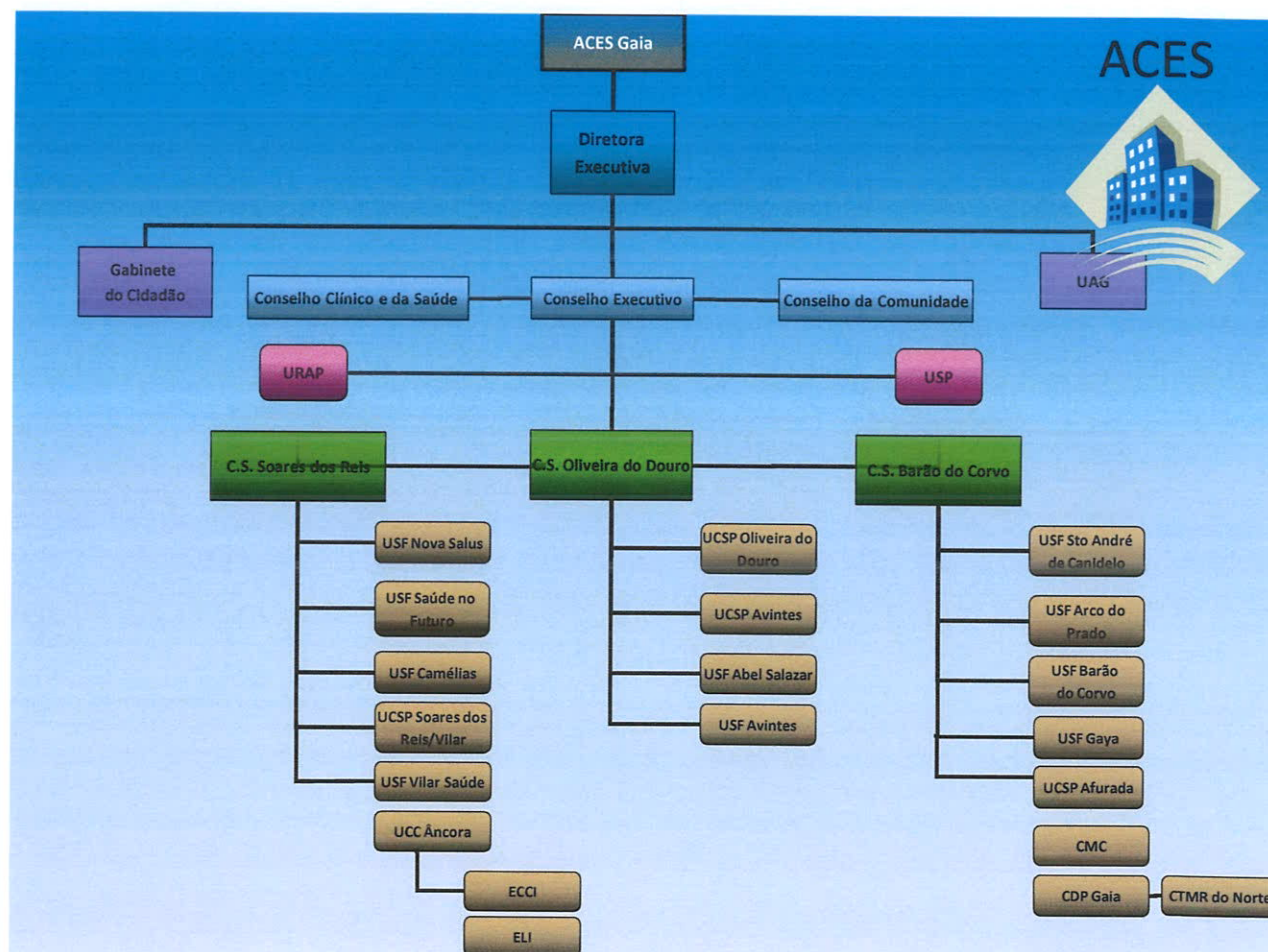 ACES Gaia
ACES
Diretora
Executiva
Gabinete
do Cidadão
UAG
Conselho Clínico e da Saúde
Conselho Executivo
Conselho da Comunidade
URAP
USP
C.S. Soares dos Reis
C.S. Oliveira do Douro
C.S. Barão do Corvo
USF Nova Salus
USF Saúde no
Futuro
USF Camélias
UCSP Soares dos
Reis/Vilar
USF Vilar Saúde
UCC Âncora
ECCI
ELI
UCSP Oliveira do
Douro
UCSP Avintes
USF Abel Salazar
USF Avintes
USF Sto André
de Canidelo
USF Arco do
Prado
USF Barão
do Corvo
USF Gaya
UCSP Afurada
CMC
CDP Gaia
CTMR do Norte